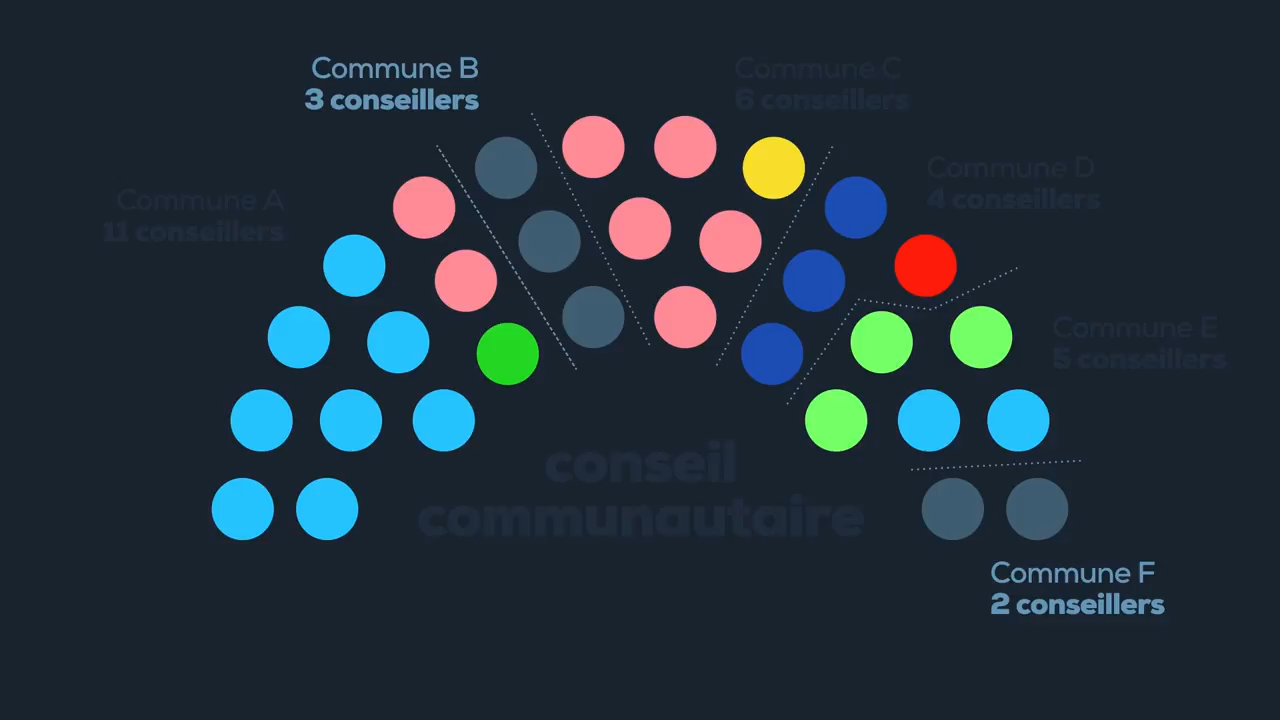 Commune B
3 conseillers
Commune C
6 conseillers
Commune D
4 conseillers
Commune A
11 conseillers
Commune E
5 conseillers
conseil
communautaire
Commune F
2 conseillers